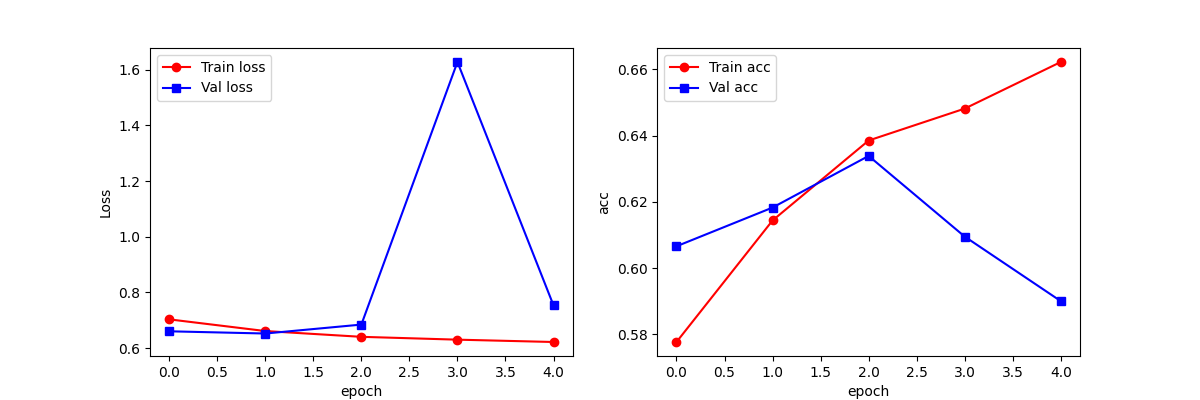 Train loss
Val loss
1.6
1.4
1.2
1.0
0.8
0.6
Loss
0.0 0.5 1.0 1.5 2.0 2.5 3.0 3.5 4.0
epoch
Train acc
Val acc
0.66
0.64
0.62
0.60
0.58
acc
0.0 0.5 1.0 1.5 2.0 2.5 3.0 3.5 4.0
epoch